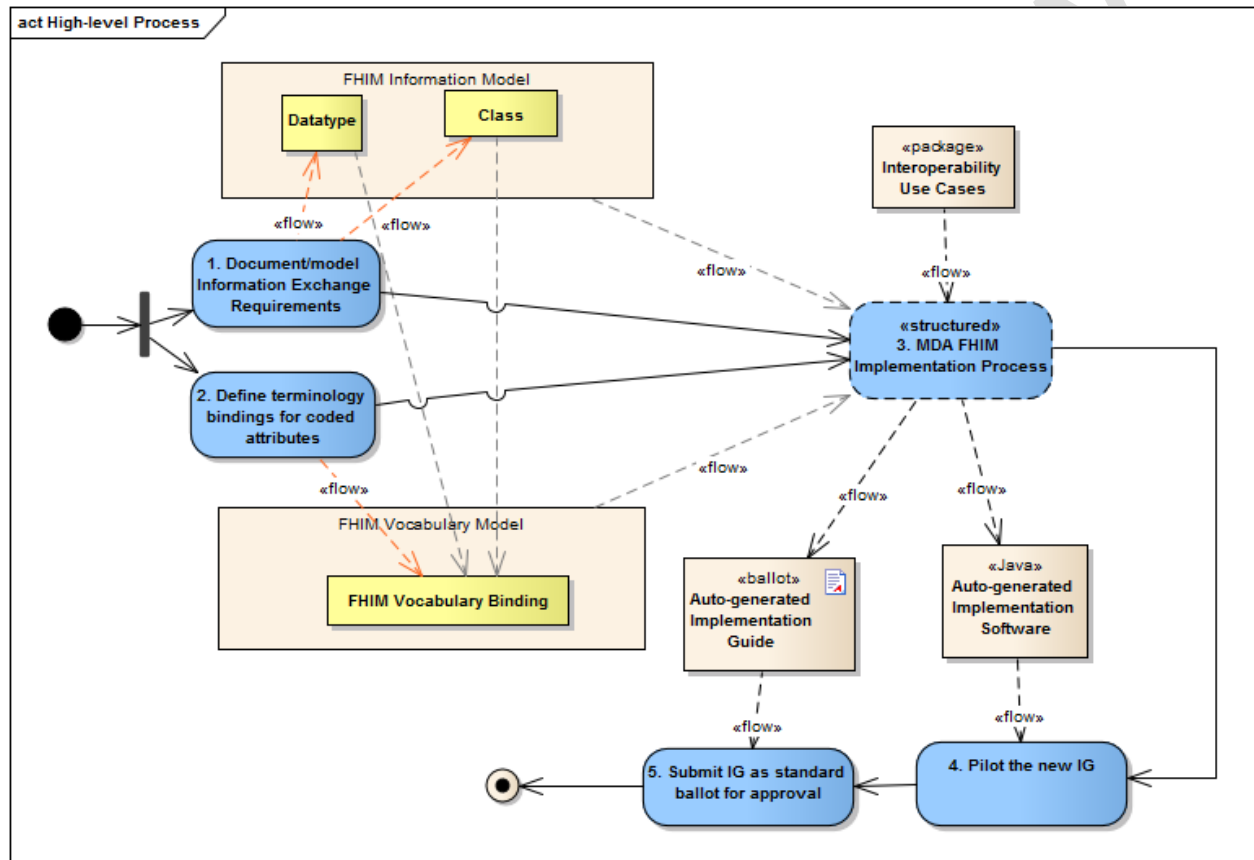 act High-level Process
FHIM Information Model
Datatype
Class
«package»
Interoperability
Use Cases
«flow»
«flow»
«flow»
«flow»
1. Document/model
Information Exchange
Requirements
«structured»
3. MDA FHIM
Implementation Process
2. Define terminology
bindings for coded
attributes
«flow»
«flow»
«flow»
«flow»
FHIM Vocabulary Model
FHIM Vocabulary Binding
«ballot»
Auto-generated
Implementation
Guide
«Java»
Auto-generated
Implementation
Software
«flow»
«flow»
5. Submit IG as standard
ballot for approval
4. Pilot the new IG